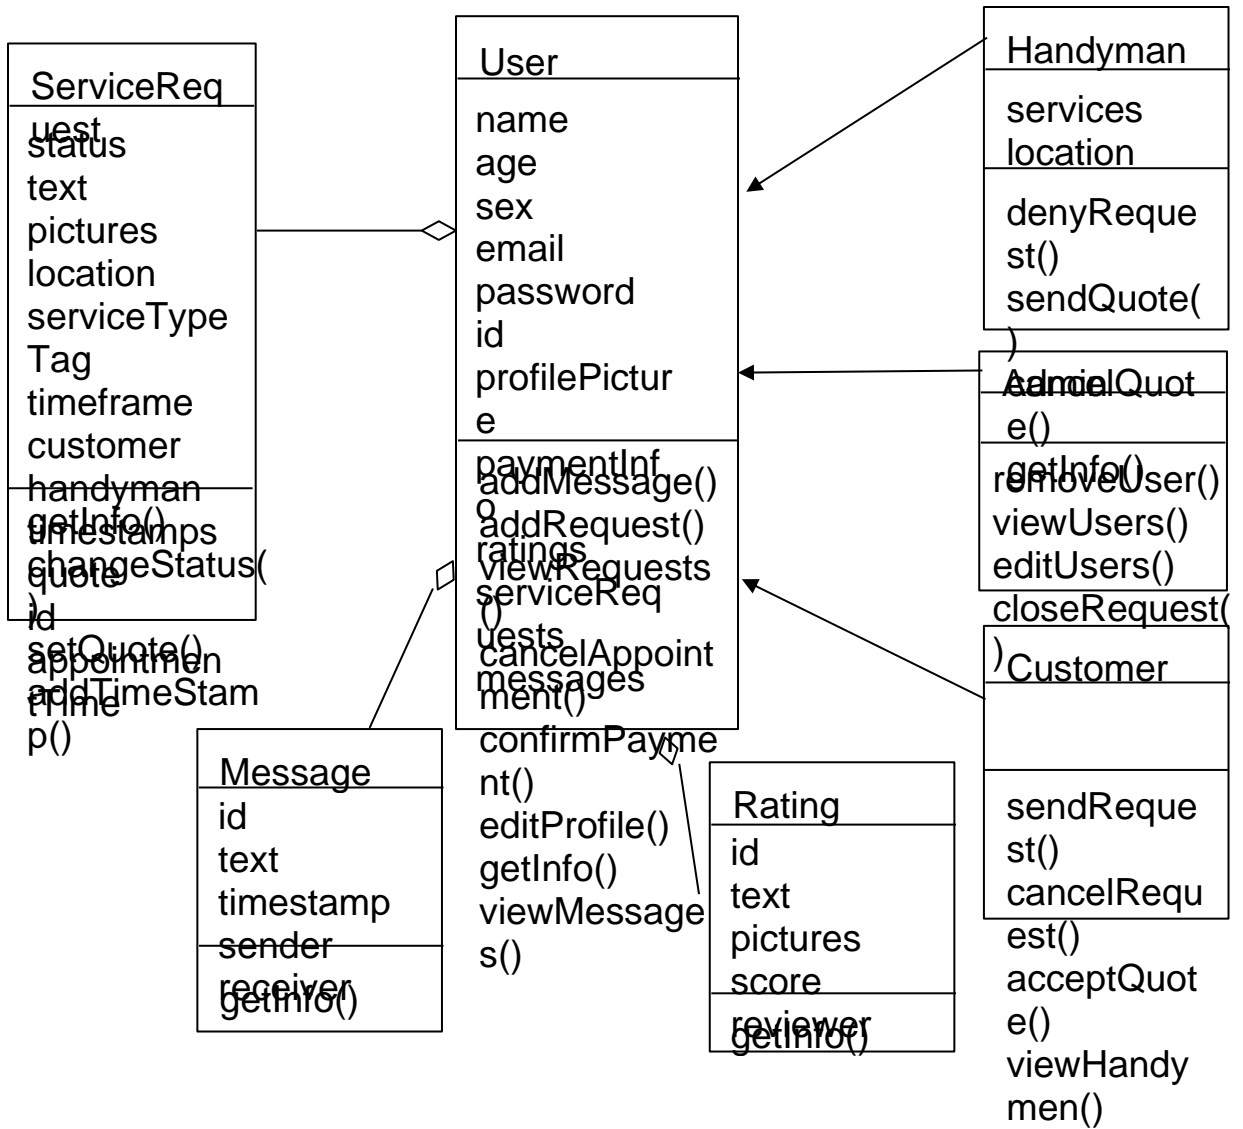 ServiceReq
uest
status
text
pictures
location
serviceType
Tag
timeframe
customer
handyman
timestamps
quote
id
appointmen
tTime
getInfo()
changeStatus(
)
setQuote()
addTimeStam
p()
User
name
age
sex
email
password
id
profilePictur
e
paymentInf
o
ratings
serviceReq
uests
messages
addMessage()
addRequest()
viewRequests
()
cancelAppoint
ment()
confirmPayme
nt()
editProfile()
getInfo()
viewMessage
s()
Handyman
services
location
denyReque
st()
sendQuote(
)
cancelQuot
e()
getInfo()
Admin
removeUser()
viewUsers()
editUsers()
closeRequest(
)
Customer
sendReque
st()
cancelRequ
est()
acceptQuot
e()
viewHandy
men()
Message
id
text
timestamp
sender
receiver
getInfo()
Rating
id
text
pictures
score
reviewer
getInfo()